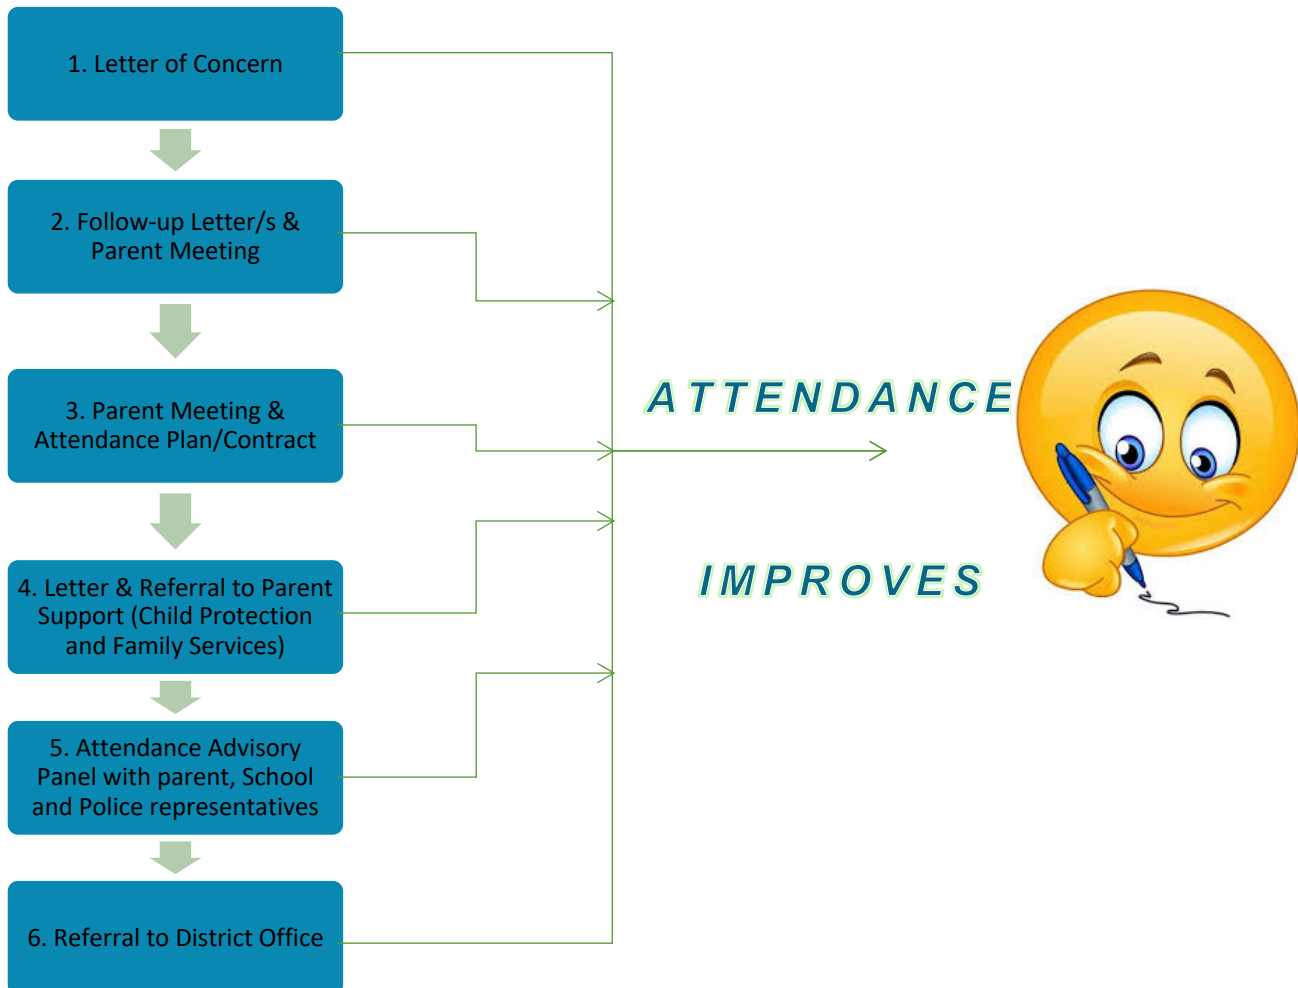 1. Letter of Concern
2. Follow-up Letter/s &
Parent Meeting
3. Parent Meeting &
Attendance Plan/Contract
4. Letter & Referral to Parent
Support (Child Protection
and Family Services)
5. Attendance Advisory
Panel with parent, School
and Police representatives
6. Referral to District Office
ATTENDANCE
IMPROVES